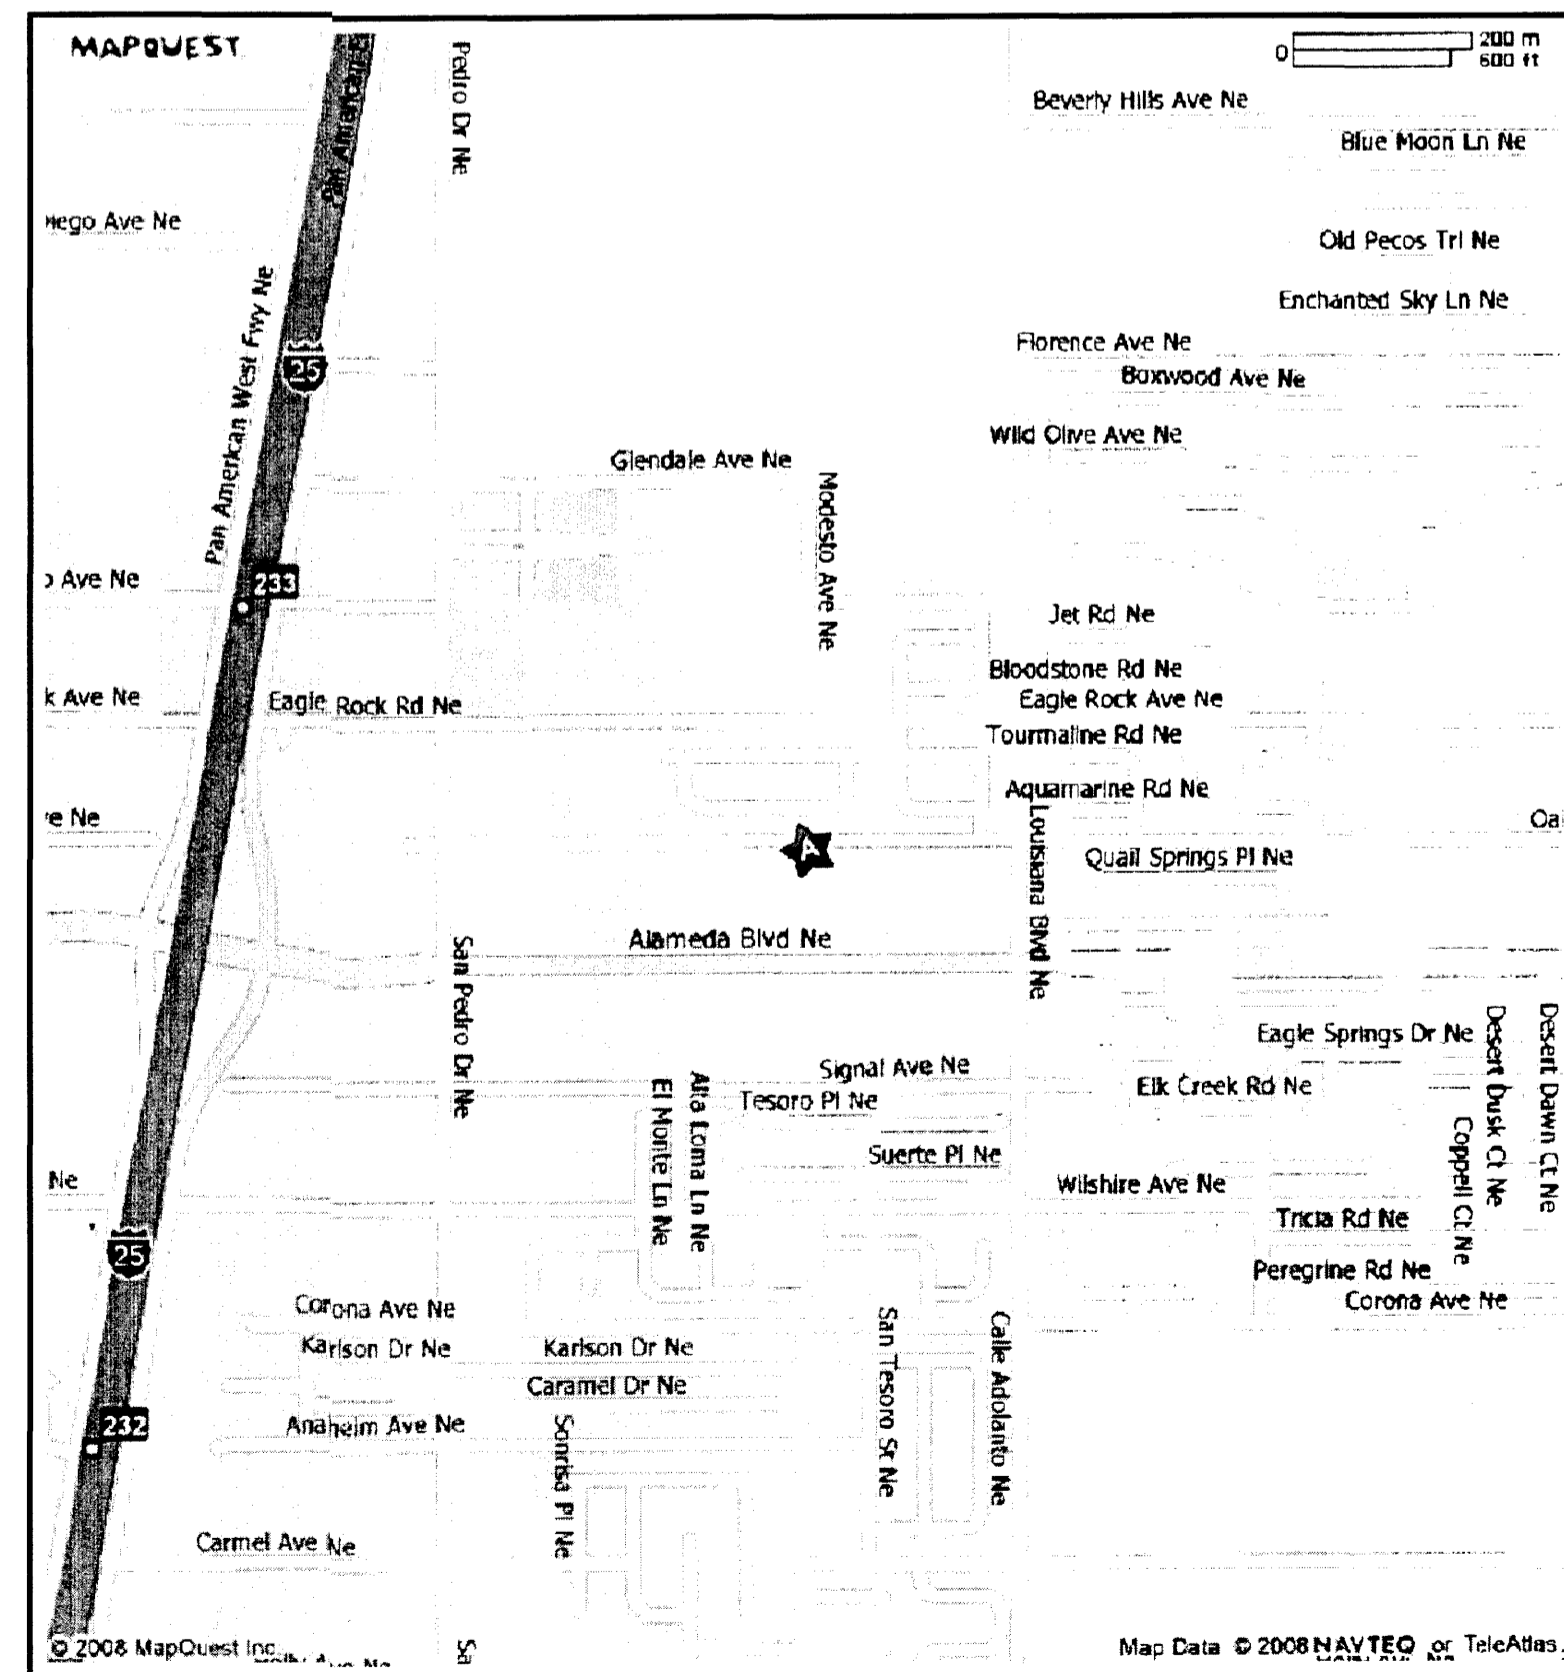 MAPQUEST
Pedro Dr Ne
0
200 m
600 ft
Beverly Hills Ave Ne
Blue Moon Ln Ne
Ave Ne
Old Pecos Trl Ne
Pan American West Fwy Ne
Enchanted Sky Ln Ne
Florence Ave Ne
25
Boxwood Ave Ne
Wild Olive Ave Ne
Glendale Ave Ne
Modesto Ave Ne
Ave Ne
233
Jet Rd Ne
Bloodstone Rd Ne
k Ave Ne
Eagle Rock Rd Ne
Eagle Rock Ave Ne
Tourmaline Rd Ne
Aquamarine Rd Ne
Louisiana Blvd Ne
Ne
Oa
A
Quail Springs Pl Ne
Alameda Blvd Ne
San Pedro Dr Ne
Eagle Springs Dr Ne
Desert Dusk Ct Ne
Desert Dawn Ct Ne
Signal Ave Ne
El Monte Ln Ne
Alta Loma Ln Ne
Tesoro Pl Ne
Elk Creek Rd Ne
Coppell Ct Ne
Suerte Pl Ne
Ne
Wilshire Ave Ne
Tricia Rd Ne
25
Peregrine Rd Ne
Corona Ave Ne
Corona Ave Ne
San Tesoro St Ne
Calle Adolanto Ne
Karlson Dr Ne
Karlson Dr Ne
Caramel Dr Ne
232
Anaheim Ave Ne
Sonrisa Pl Ne
Carmel Ave Ne
© 2008 MapQuest Inc
Sa
Map Data © 2008 NAVTEQ or TeleAtlas.